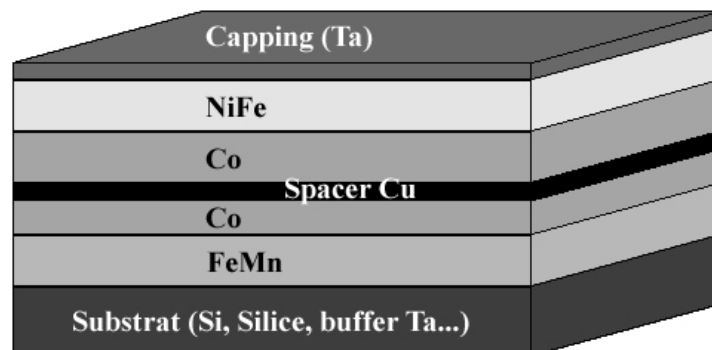 Capping (Ta)
NiFe
Co
Spacer Cu
Co
FeMn
Substrat (Si, Silice, buffer Ta...)